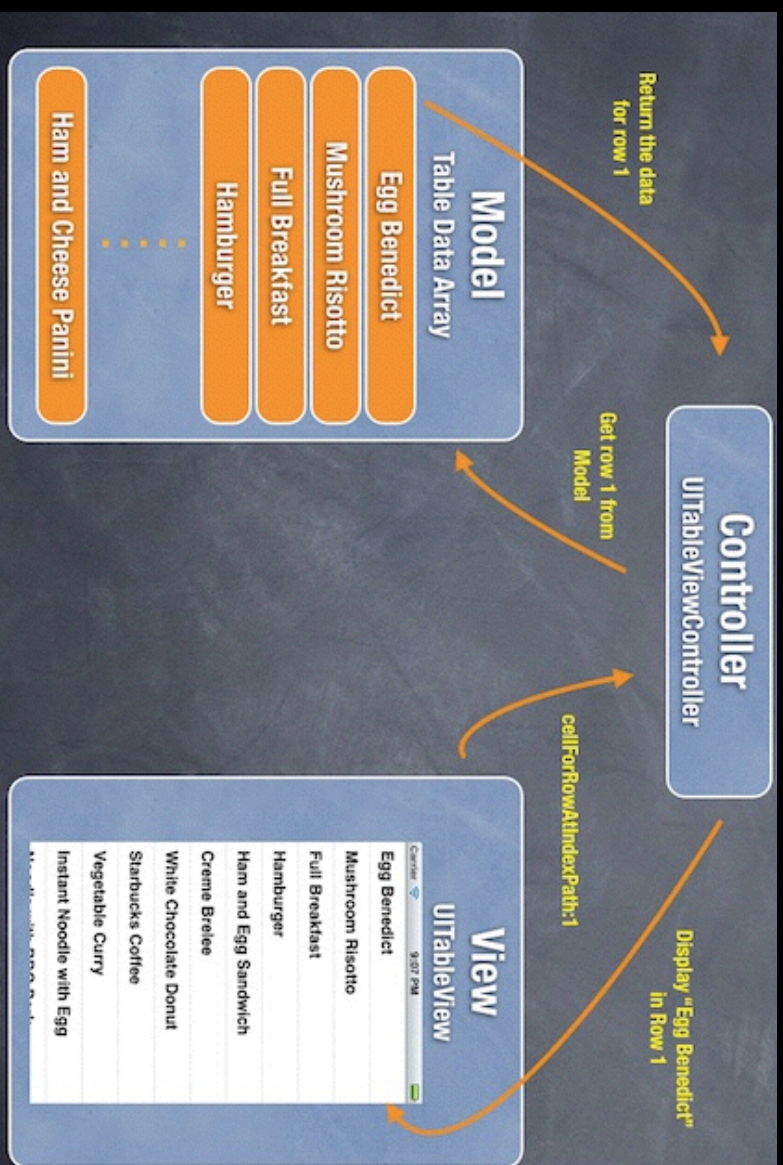 Controller
UITableViewController
Return the data
for row 1
Get row 1 from
Model
cellForRowAtIndexPath:1
Display "Egg Benedict"
in Row 1
Model
Table Data Array
Egg Benedict
Mushroom Risotto
Full Breakfast
Hamburger
Ham and Cheese Panini
View
UITableView
Carrier 9:07 PM
Egg Benedict
Mushroom Risotto
Full Breakfast
Hamburger
Ham and Egg Sandwich
Creme Brelee
White Chocolate Donut
Starbucks Coffee
Vegetable Curry
Instant Noodle with Egg